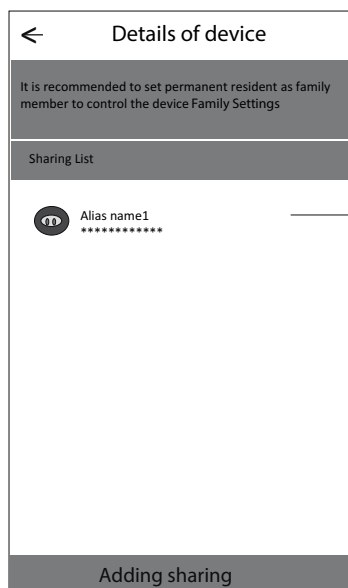 Details of device
It is recommended to set permanent resident as family
member to control the device Family Settings
Sharing List
Alias name1
************
Adding sharing